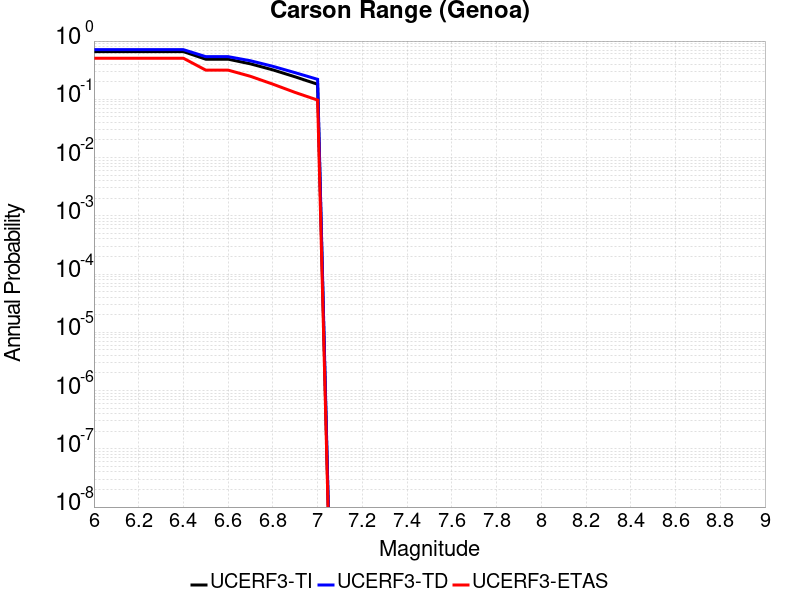 Carson Range (Genoa)
10^0
10^-1
10^-2
10^-3
10^-4
10^-5
10^-6
10^-7
10^-8
Annual Probability
6 6.2 6.4 6.6 6.8 7 7.2 7.4 7.6 7.8 8 8.2 8.4 8.6 8.8 9
Magnitude
UCERF3-TI UCERF3-TD UCERF3-ETAS